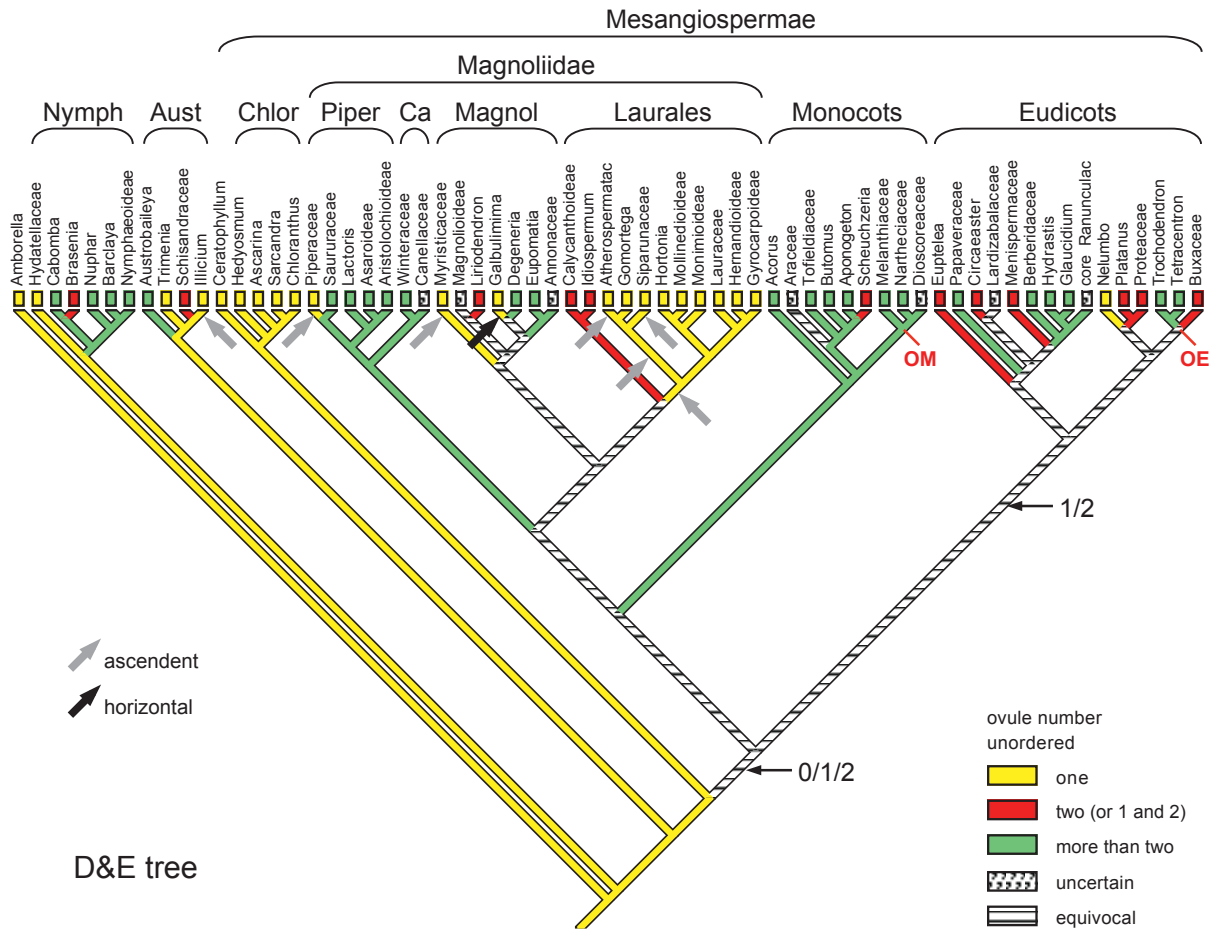 Mesangiospermae
Magnoliidae
Nymph Aust Chlor Piper Ca Magnol Laurales Monocots Eudicots
Amborella
Hydatellaceae
Cabomba
Brasenia
Nuphar
Barclaya
Nymphaeoideae
Austrobaileya
Trimenia
Schisandraceae
Illicium
Ceratophyllum
Hedyosmum
Ascarina
Sarcandra
Chloranthus
Piperaceae
Saururaceae
Lactoris
Asaroideae
Aristolochioideae
Winteraceae
Canellaceae
Myristicaceae
Magnolioideae
Liriodendron
Galbulimima
Degeneria
Eupomatia
Annonaceae
Calycanthoideae
Idiospermum
Atherospermatac
Gomortega
Siparunaceae
Hortonia
Mollinedioideae
Monimioideae
Lauraceae
Hernandioideae
Gyrocarpoideae
Acorus
Araceae
Tofieldiaceae
Butomus
Aponogeton
Scheuchzeria
Melanthiaceae
Nartheciaceae
Dioscoreaceae
Euptelea
Papaveraceae
Circaeaster
Lardizabalaceae
Menispermaceae
Berberidaceae
Hydrastis
Glaucidium
core Ranunculac
Nelumbo
Platanus
Proteaceae
Trochodendron
Tetracentron
Buxaceae
OM
OE
1/2
0/1/2
ascendent
horizontal
D&E tree
ovule number
unordered
one
two (or 1 and 2)
more than two
uncertain
equivocal